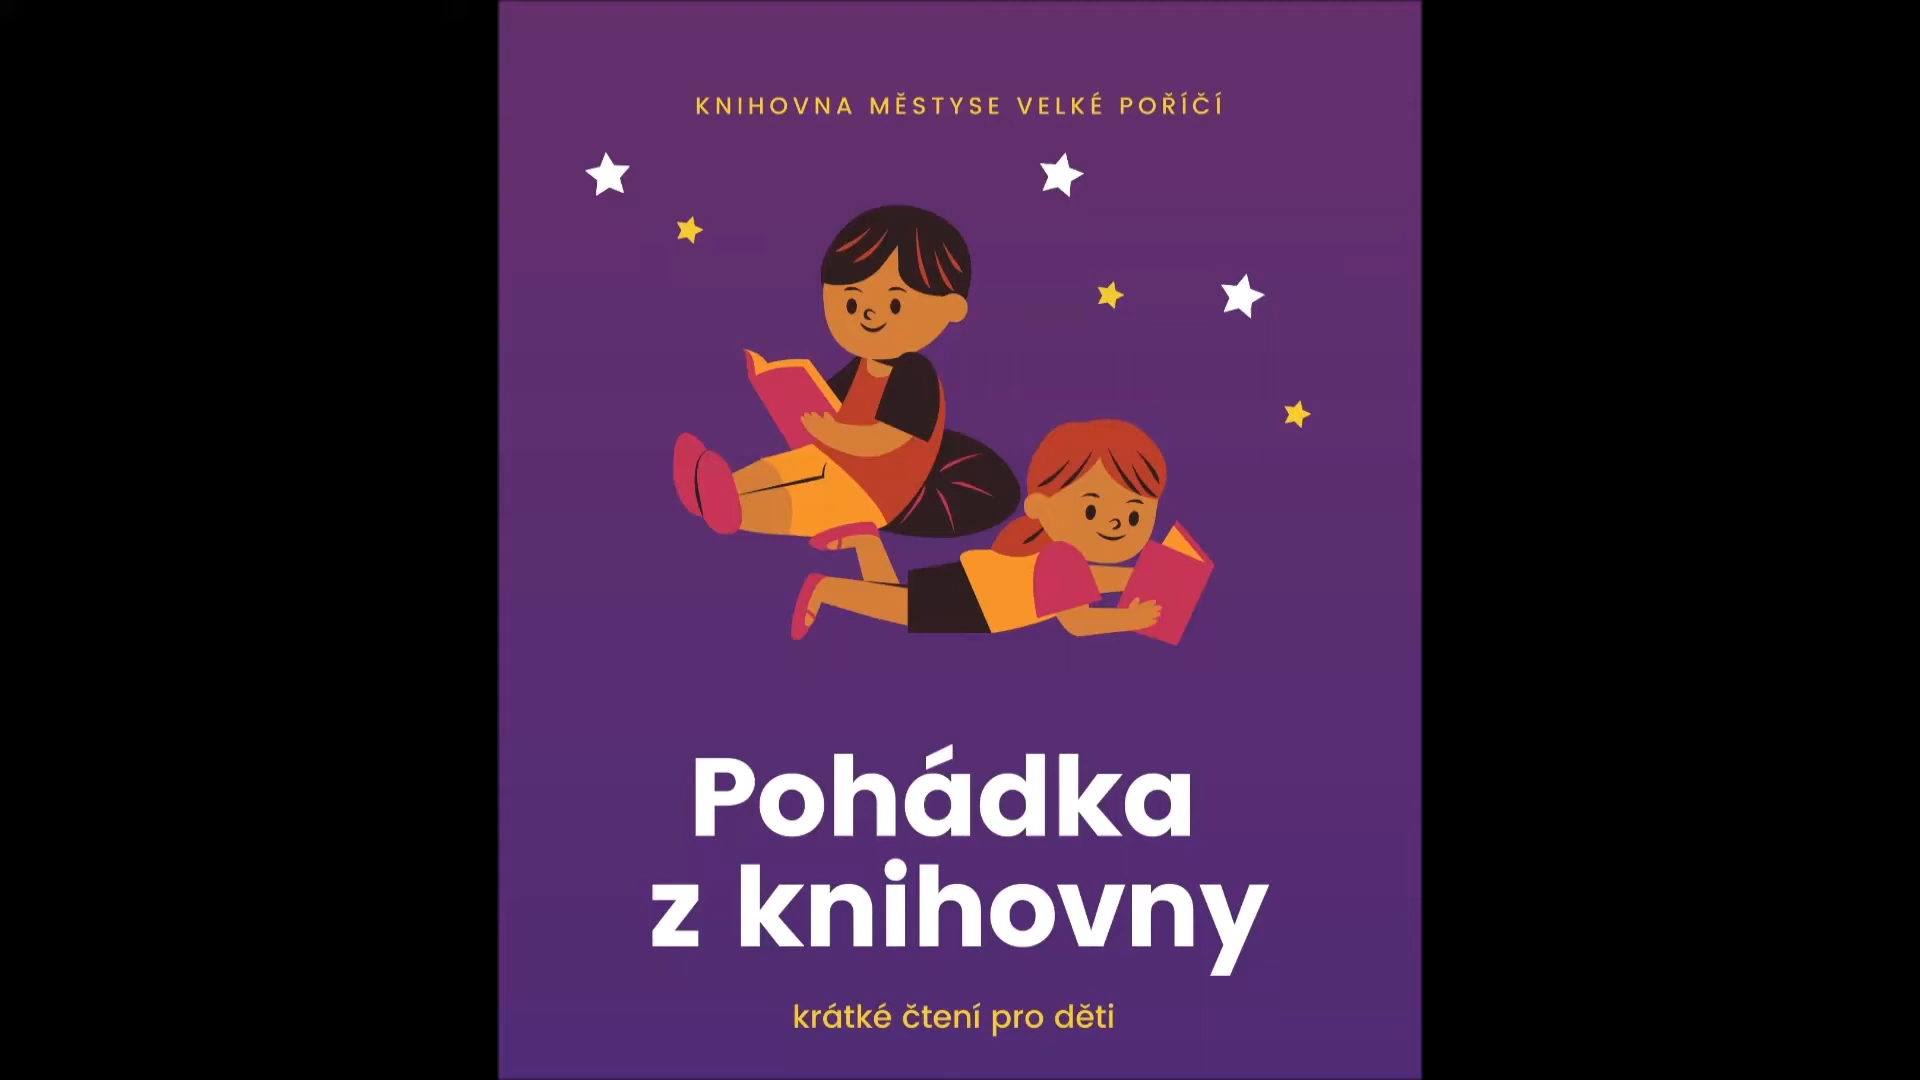 KNIHOVNA MĚSTYSE VELKÉ POŘÍČÍ
Pohádka
z knihovny
krátké čtení pro děti